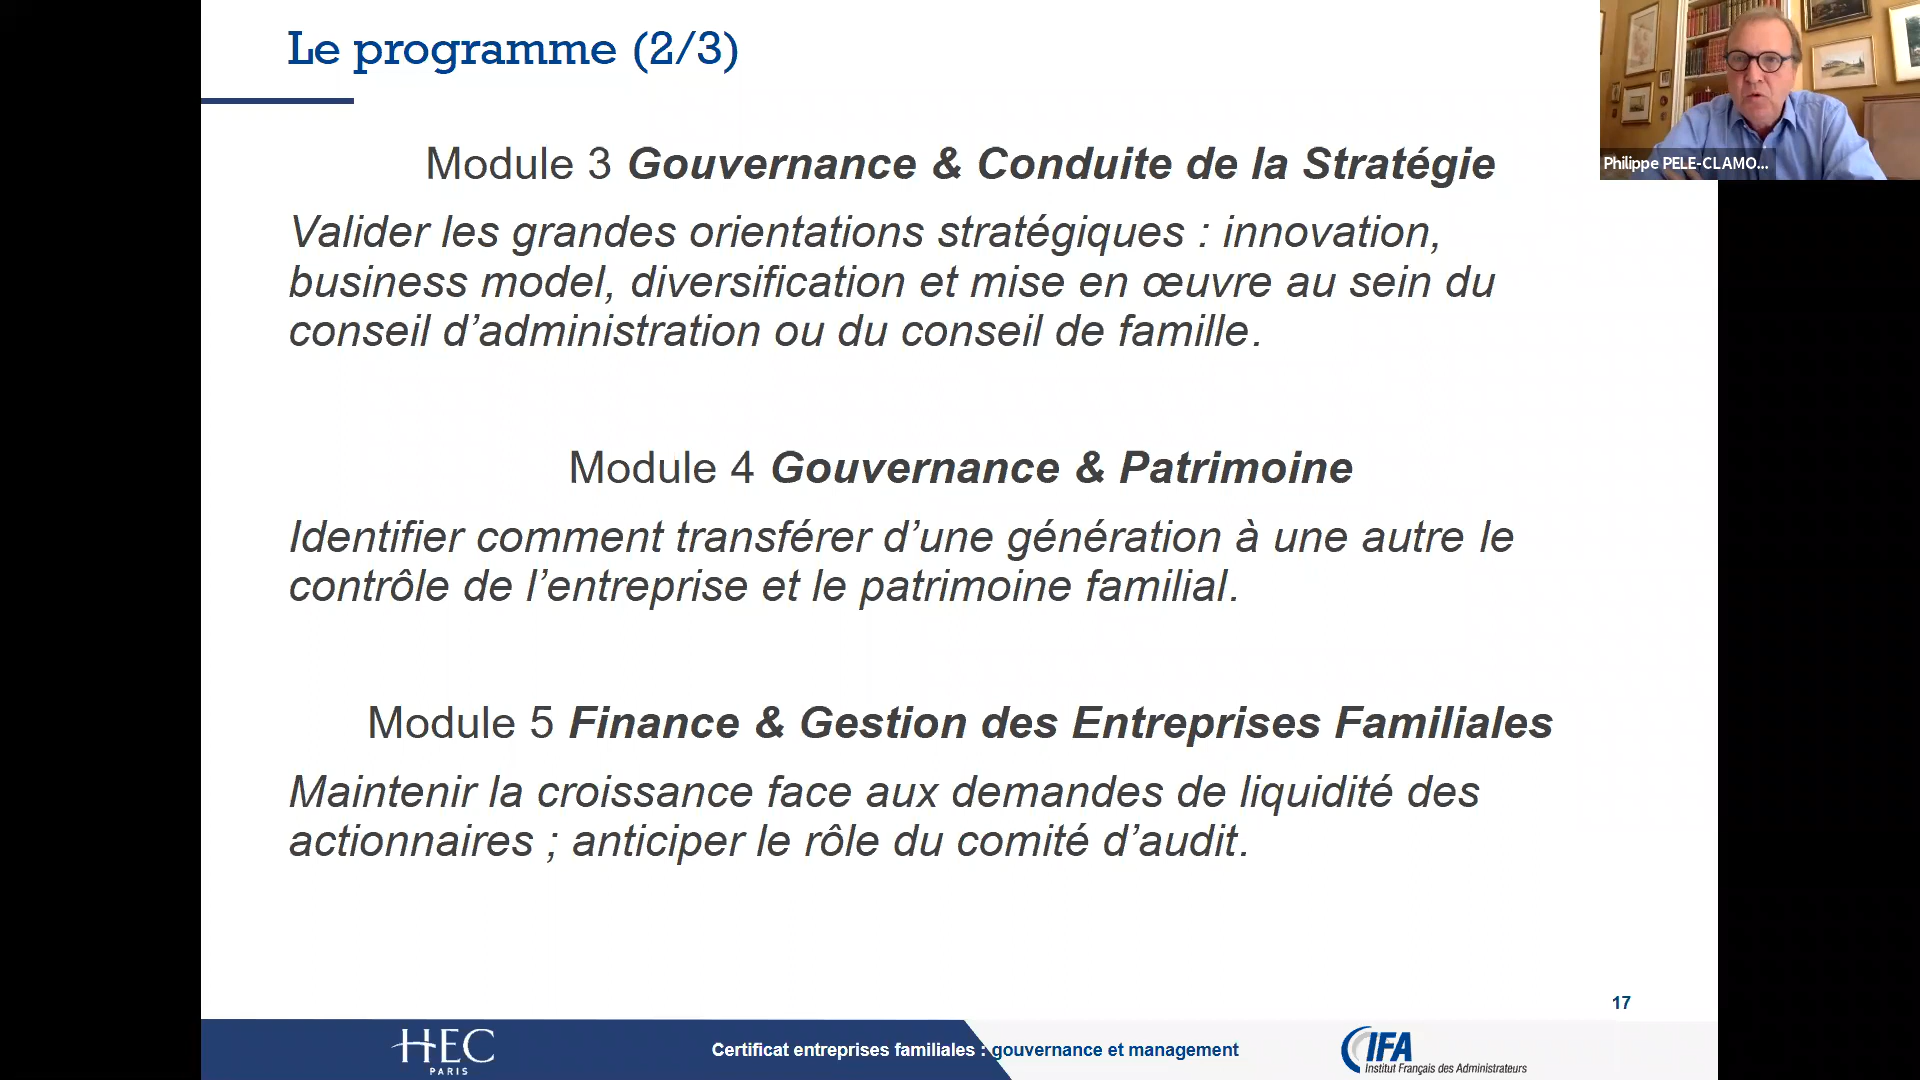 Le programme (2/3)
Philippe PELE-CLAMO...
Module 3 Gouvernance & Conduite de la Stratégie
Valider les grandes orientations stratégiques : innovation,
business model, diversification et mise en œuvre au sein du
conseil d’administration ou du conseil de famille.
Module 4 Gouvernance & Patrimoine
Identifier comment transférer d’une génération à une autre le
contrôle de l’entreprise et le patrimoine familial.
Module 5 Finance & Gestion des Entreprises Familiales
Maintenir la croissance face aux demandes de liquidité des
actionnaires ; anticiper le rôle du comité d’audit.
17
HEC
PARIS
Certificat entreprises familiales : gouvernance et management
IFA
Institut Français des Administrateurs